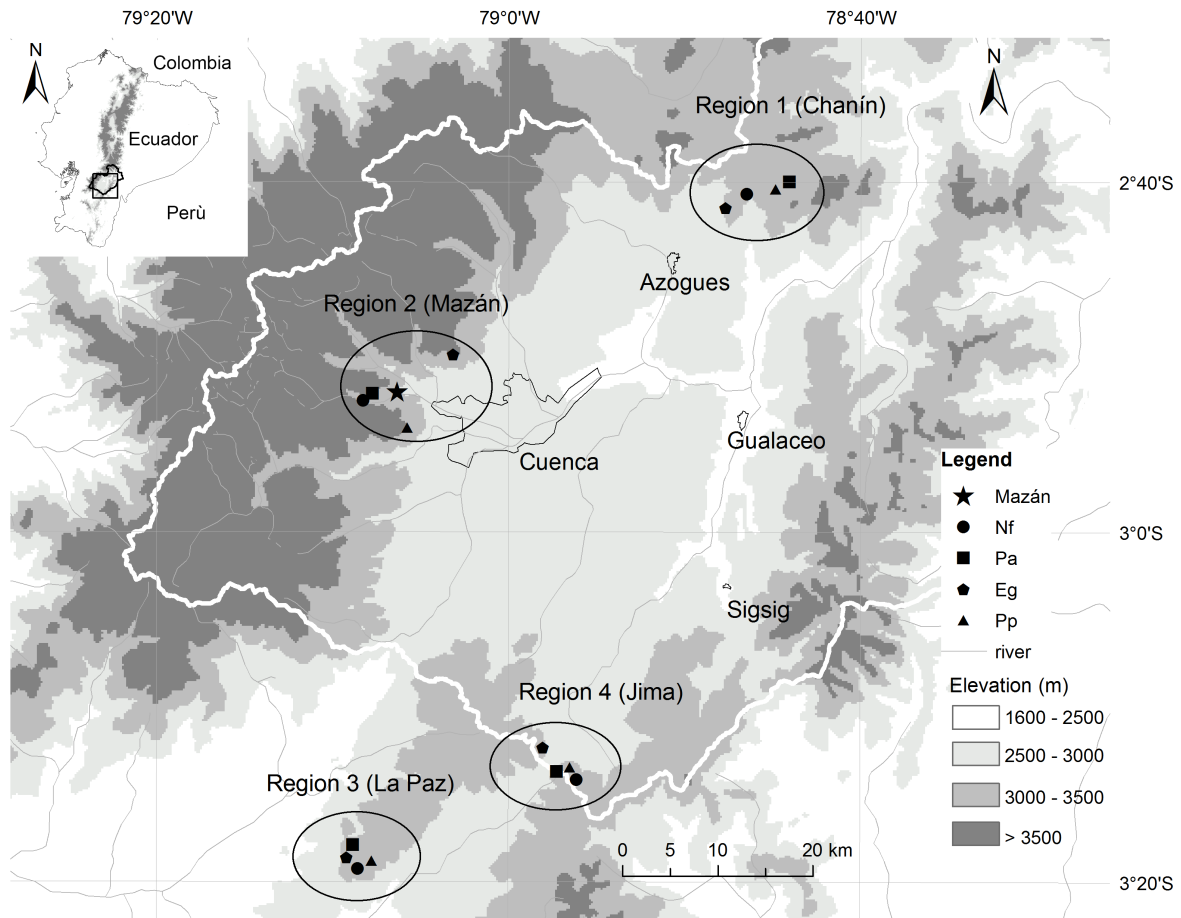 79°20'W
79°0'W
78°40'W
N
Colombia
Ecuador
Perù
N
Region 1 (Chanín)
2°40'S
Azogues
Region 2 (Mazán)
Gualaceo
Cuenca
Legend
Mazán
Nf
Pa
Eg
Pp
river
3°0'S
Sigsig
Elevation (m)
1600 - 2500
2500 - 3000
3000 - 3500
> 3500
Region 4 (Jima)
Region 3 (La Paz)
0 5 10 20 km
3°20'S